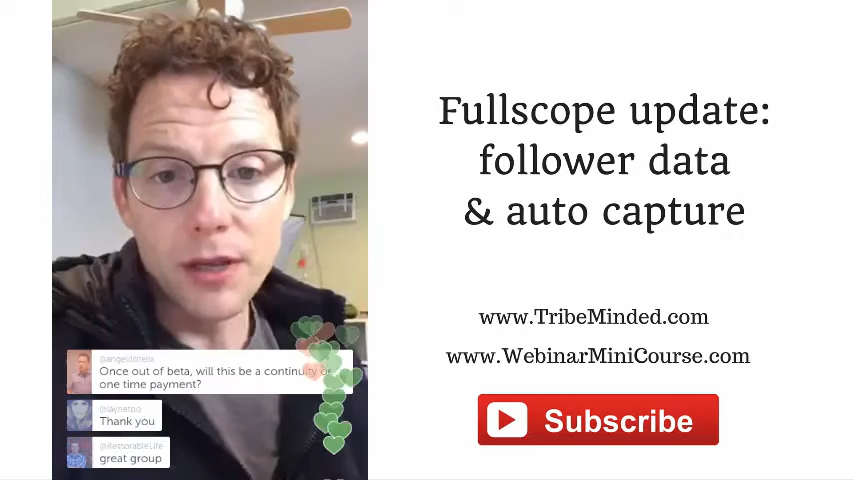 Fullscope update:
follower data
& auto capture
www.TribeMinded.com
www.WebinarMiniCourse.com
Subscribe
Once out of beta, will this be a continuity or
one time payment?
Thank you
@RestorableLife
great group